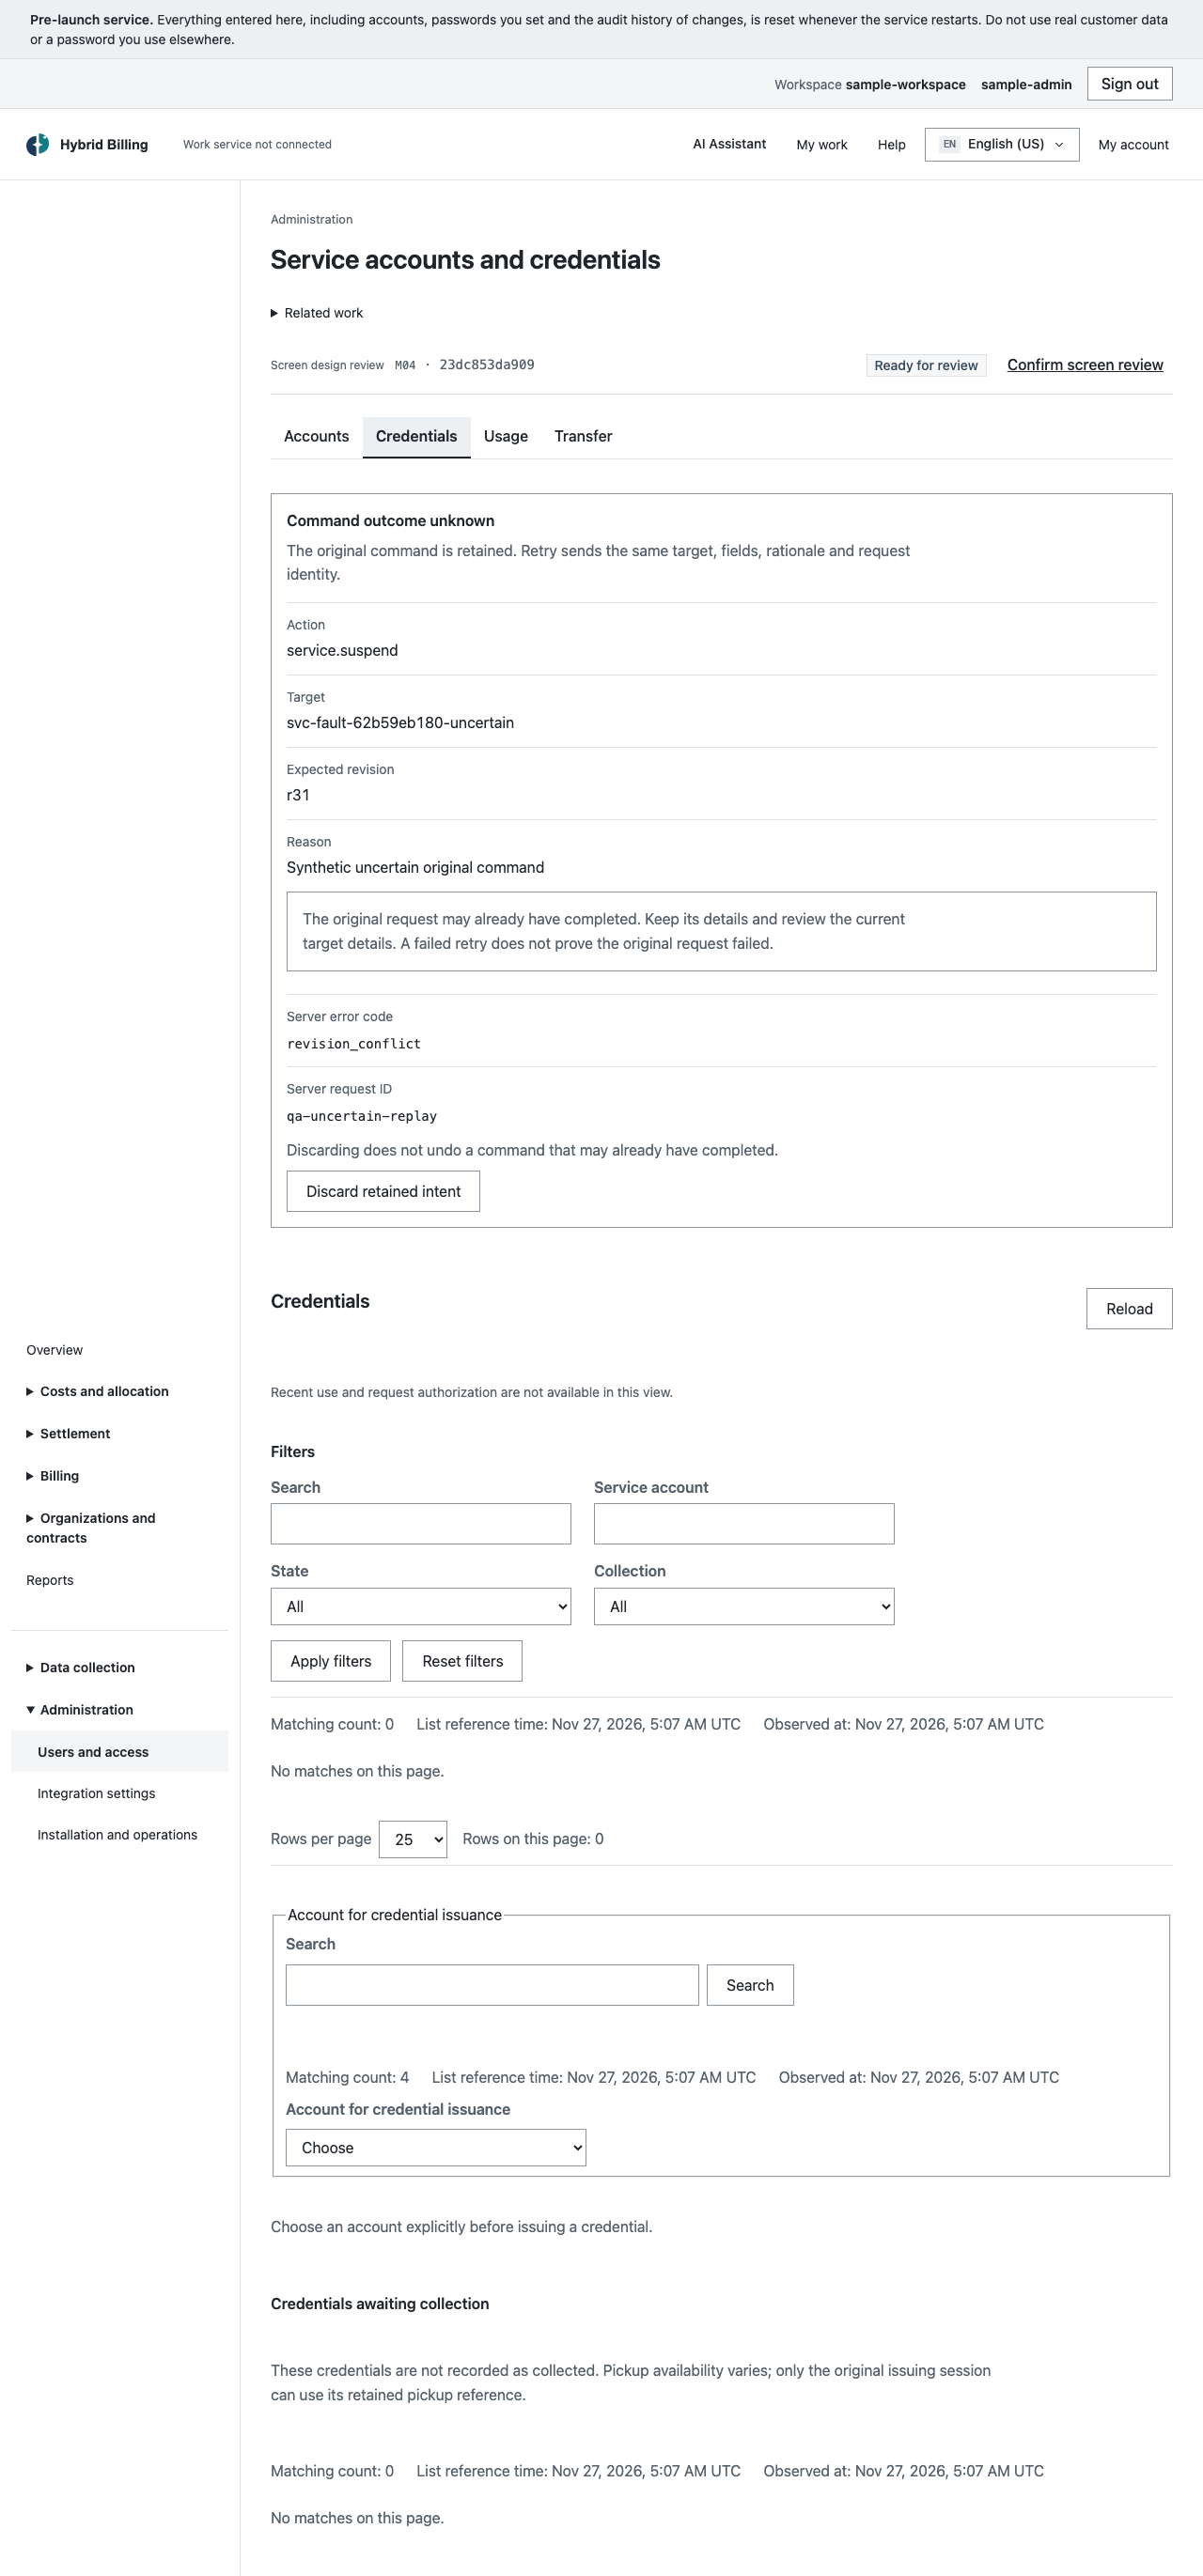 Pre-launch service. Everything entered here, including accounts, passwords you set and the audit history of changes, is reset whenever the service restarts. Do not use real customer data
or a password you use elsewhere.
Workspace sample-workspace sample-admin Sign out
Hybrid Billing Work service not connected AI Assistant My work Help EN English (US) My account
Administration
Service accounts and credentials
Related work
Screen design review M04 · 23dc853da909 Ready for review Confirm screen review
Accounts Credentials Usage Transfer
Command outcome unknown
The original command is retained. Retry sends the same target, fields, rationale and request
identity.
Action
service.suspend
Target
svc-fault-62b59eb180-uncertain
Expected revision
r31
Reason
Synthetic uncertain original command
The original request may already have completed. Keep its details and review the current
target details. A failed retry does not prove the original request failed.
Server error code
revision_conflict
Server request ID
qa-uncertain-replay
Discarding does not undo a command that may already have completed.
Discard retained intent
Credentials Reload
Recent use and request authorization are not available in this view.
Filters
Search Service account
State Collection
All All
Apply filters Reset filters
Matching count: 0 List reference time: Nov 27, 2026, 5:07 AM UTC Observed at: Nov 27, 2026, 5:07 AM UTC
No matches on this page.
Rows per page 25 Rows on this page: 0
Account for credential issuance
Search
Search
Matching count: 4 List reference time: Nov 27, 2026, 5:07 AM UTC Observed at: Nov 27, 2026, 5:07 AM UTC
Account for credential issuance
Choose
Choose an account explicitly before issuing a credential.
Credentials awaiting collection
These credentials are not recorded as collected. Pickup availability varies; only the original issuing session
can use its retained pickup reference.
Matching count: 0 List reference time: Nov 27, 2026, 5:07 AM UTC Observed at: Nov 27, 2026, 5:07 AM UTC
No matches on this page.
Overview
Costs and allocation
Settlement
Billing
Organizations and
contracts
Reports
Data collection
Administration
Users and access
Integration settings
Installation and operations